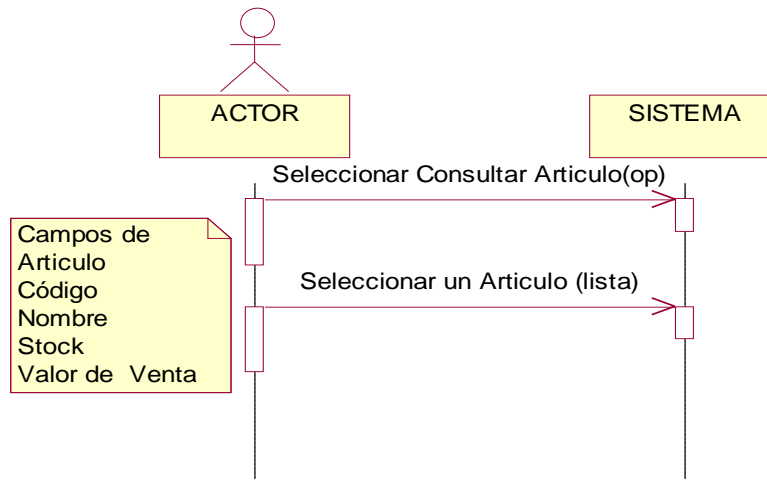 ACTOR
SISTEMA
Seleccionar Consultar Articulo(op)
Campos de
Articulo
Código
Nombre
Stock
Valor de Venta
Seleccionar un Articulo (lista)